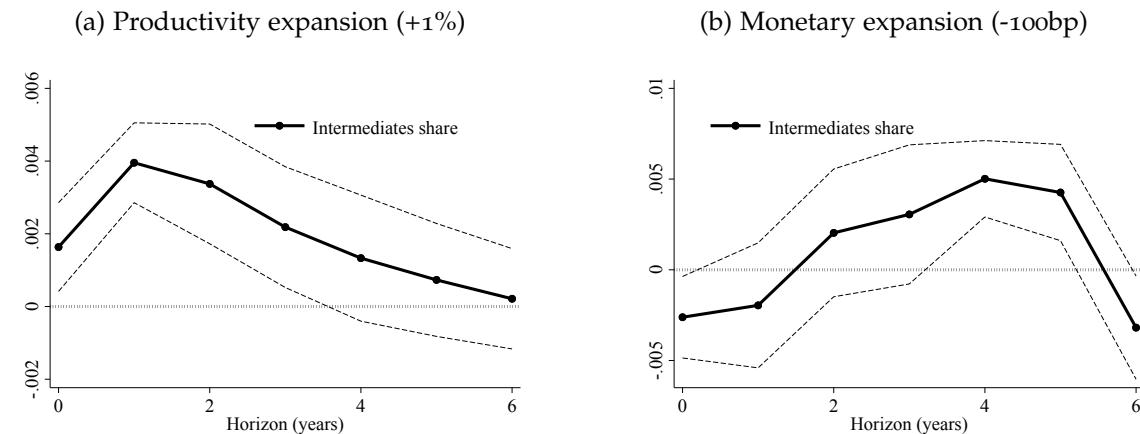 (a) Productivity expansion (+1%)
.006
.004
.002
0
-.002
Intermediates share
0 2 4 6
Horizon (years)
(b) Monetary expansion (-100bp)
.01
.005
0
-.005
Intermediates share
0 2 4 6
Horizon (years)